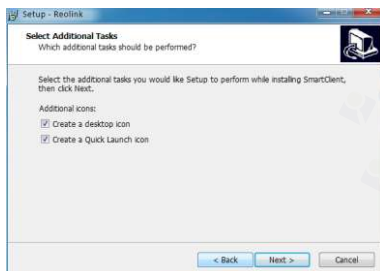 Setup - Reolink
Select Additional Tasks
Which additional tasks should be performed?
Select the additional tasks you would like Setup to perform while installing SmartClient,
then click Next.
Additional icons:
Create a desktop icon
Create a Quick Launch icon
< Back
Next >
Cancel